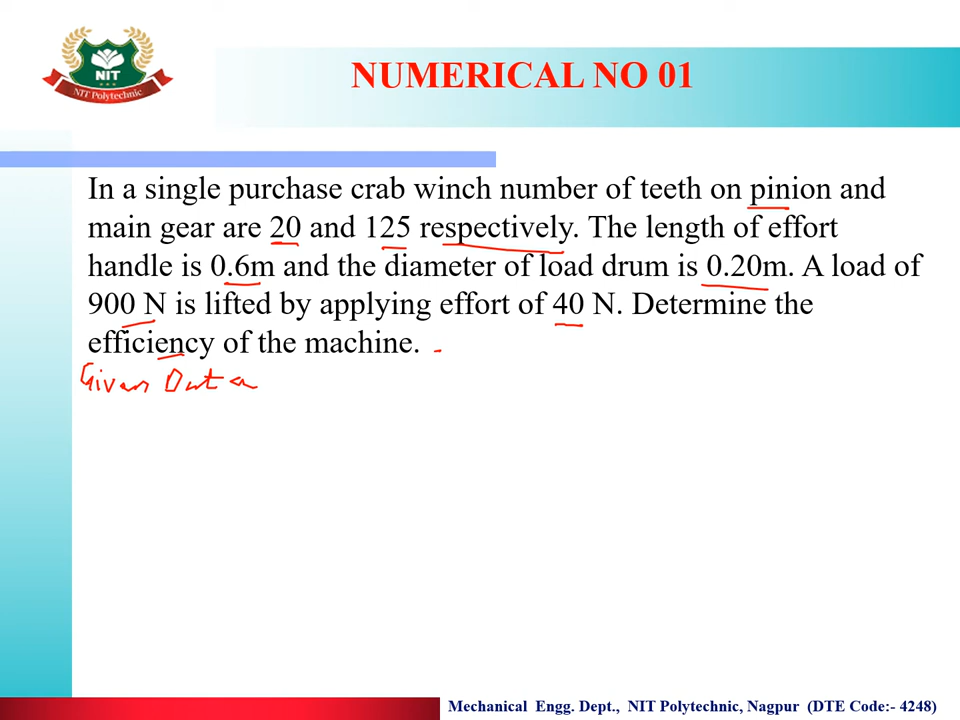 NIT
NIT Polytechnic
NUMERICAL NO 01
In a single purchase crab winch number of teeth on pinion and
main gear are 20 and 125 respectively. The length of effort
handle is 0.6m and the diameter of load drum is 0.20m. A load of
900 N is lifted by applying effort of 40 N. Determine the
efficiency of the machine.
Given Data
Mechanical Engg. Dept., NIT Polytechnic, Nagpur (DTE Code:- 4248)